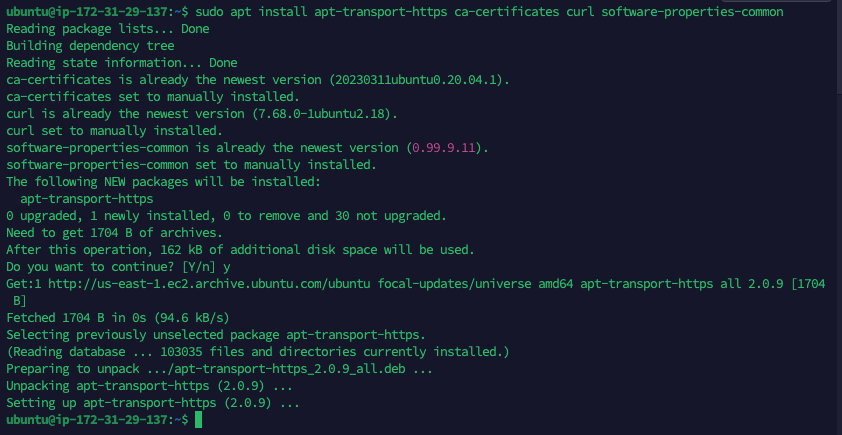 ubuntu@ip-172-31-29-137:~$ sudo apt install apt-transport-https ca-certificates curl software-properties-common
Reading package lists... Done
Building dependency tree
Reading state information... Done
ca-certificates is already the newest version (20230311ubuntu0.20.04.1).
ca-certificates set to manually installed.
curl is already the newest version (7.68.0-1ubuntu2.18).
curl set to manually installed.
software-properties-common is already the newest version (0.99.9.11).
software-properties-common set to manually installed.
The following NEW packages will be installed:
  apt-transport-https
0 upgraded, 1 newly installed, 0 to remove and 30 not upgraded.
Need to get 1704 B of archives.
After this operation, 162 kB of additional disk space will be used.
Do you want to continue? [Y/n] y
Get:1 http://us-east-1.ec2.archive.ubuntu.com/ubuntu focal-updates/universe amd64 apt-transport-https all 2.0.9 [1704
 B]
Fetched 1704 B in 0s (94.6 kB/s)
Selecting previously unselected package apt-transport-https.
(Reading database ... 103035 files and directories currently installed.)
Preparing to unpack .../apt-transport-https_2.0.9_all.deb ...
Unpacking apt-transport-https (2.0.9) ...
Setting up apt-transport-https (2.0.9) ...
ubuntu@ip-172-31-29-137:~$